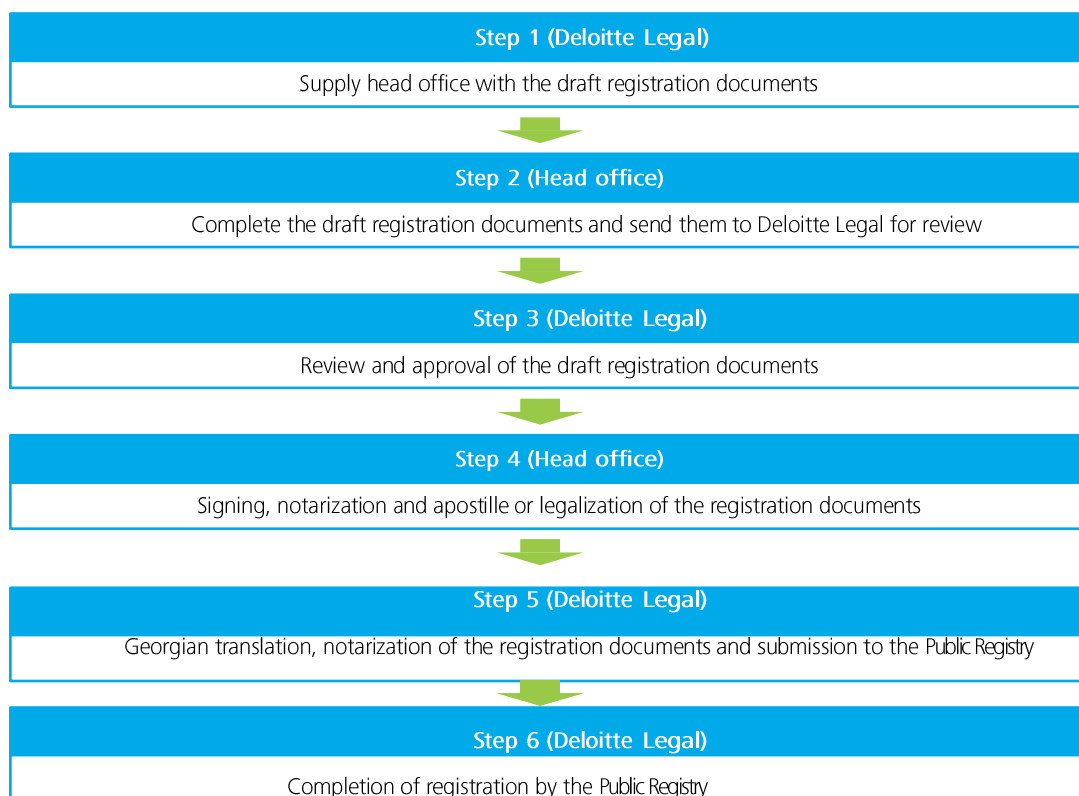 Step 1 (Deloitte Legal)
Supply head office with the draft registration documents
Step 2 (Head office)
Complete the draft registration documents and send them to Deloitte Legal for review
Step 3 (Deloitte Legal)
Review and approval of the draft registration documents
Step 4 (Head office)
Signing, notarization and apostille or legalization of the registration documents
Step 5 (Deloitte Legal)
Georgian translation, notarization of the registration documents and submission to the Public Registry
Step 6 (Deloitte Legal)
Completion of registration by the Public Registry